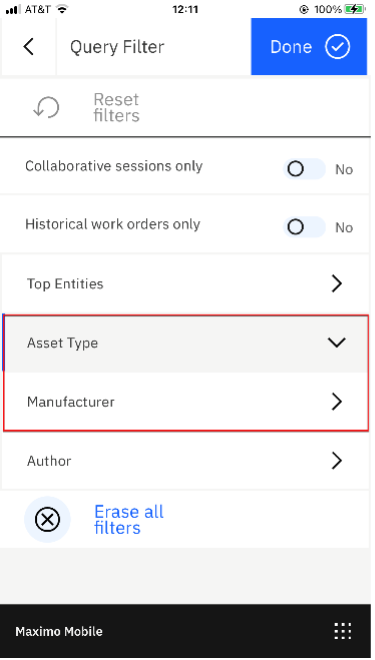 AT&T 12:11 100%
Query Filter Done
Reset
filters
Collaborative sessions only No
Historical work orders only No
Top Entities
Asset Type
Manufacturer
Author
Erase all
filters
Maximo Mobile